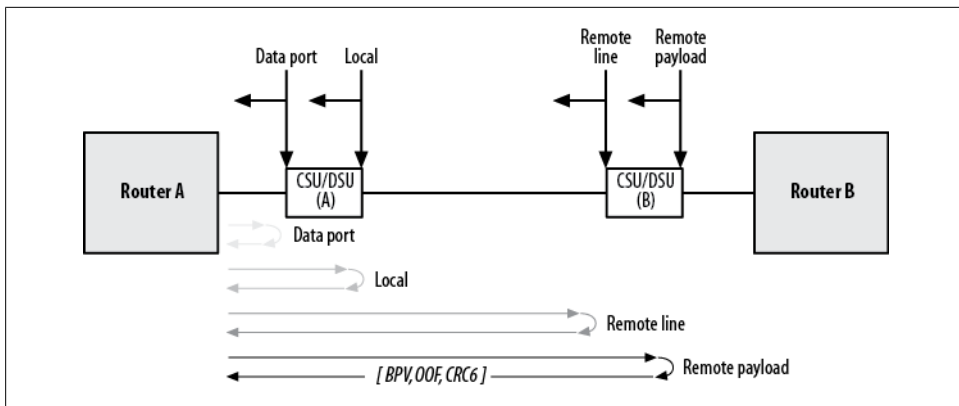 Data port
Local
Remote
line
Remote
payload
Router A
CSU/DSU
(A)
CSU/DSU
(B)
Router B
Data port
Local
Remote line
[ BPV, OOF, CRC6 ]
Remote payload